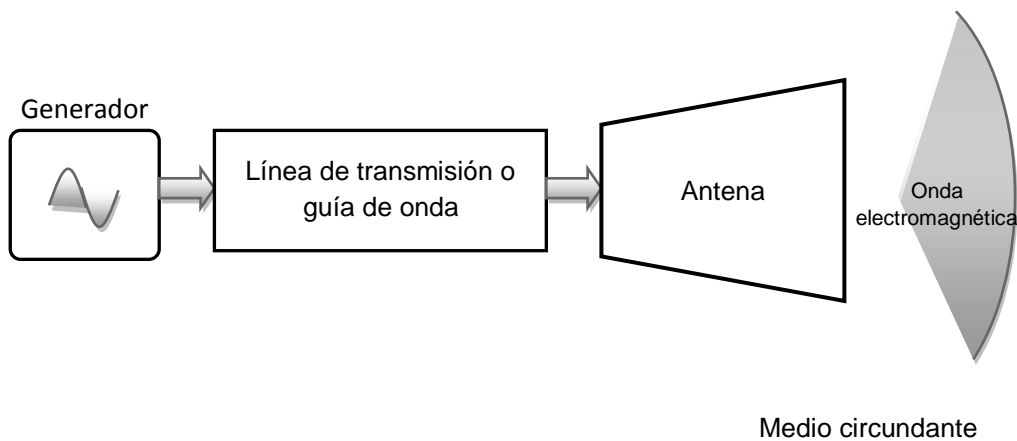 Generador
Línea de transmisión o
guía de onda
Antena
Onda
electromagnética
Medio circundante